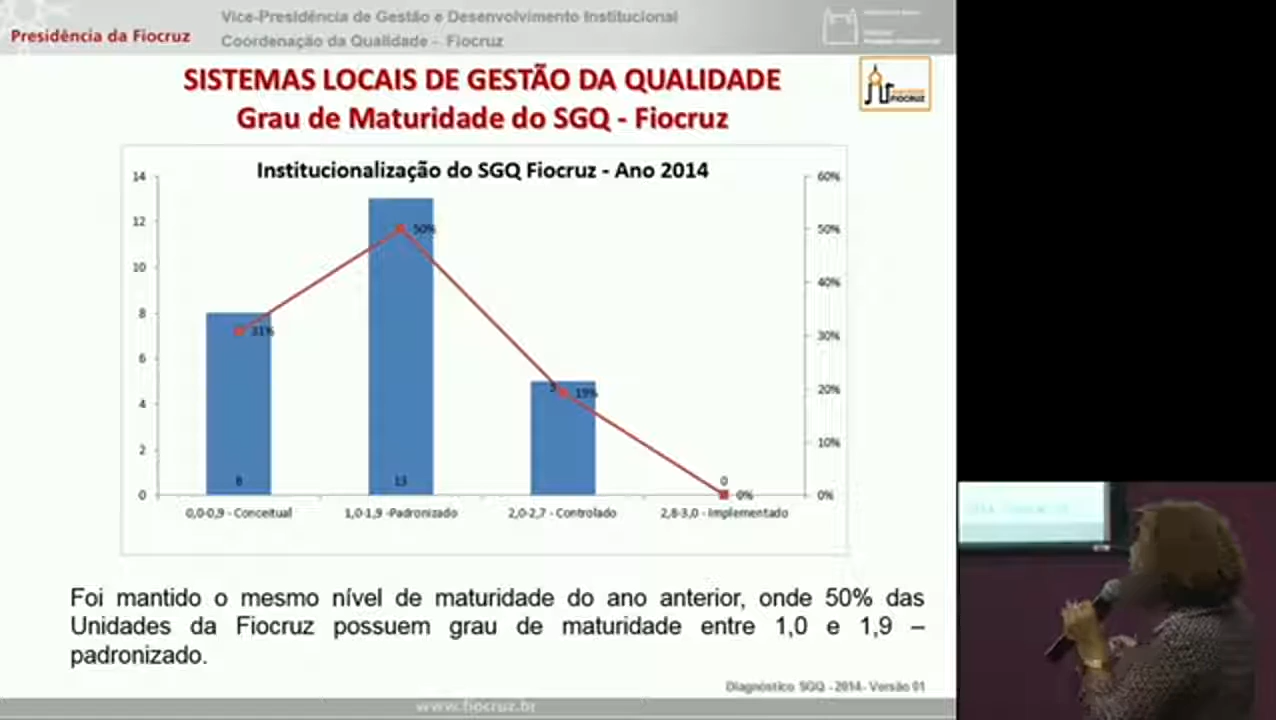 Presidência da Fiocruz
Vice-Presidência de Gestão e Desenvolvimento Institucional
Coordenação da Qualidade - Fiocruz
SISTEMAS LOCAIS DE GESTÃO DA QUALIDADE
FIOCRUZ
Grau de Maturidade do SGQ - Fiocruz
Institucionalização do SGQ Fiocruz - Ano 2014
14
12
10
8
6
4
2
0
60%
50%
40%
30%
20%
10%
0%
31%
50%
19%
0%
8
13
5
0
0,0-0,9 - Conceitual
1,0-1,9 -Padronizado
2,0-2,7 - Controlado
2,8-3,0 - Implementado
Foi mantido o mesmo nível de maturidade do ano anterior, onde 50% das
Unidades da Fiocruz possuem grau de maturidade entre 1,0 e 1,9 –
padronizado.
Diagnóstico SGQ - 2014- Versão 01
www.fiocruz.br